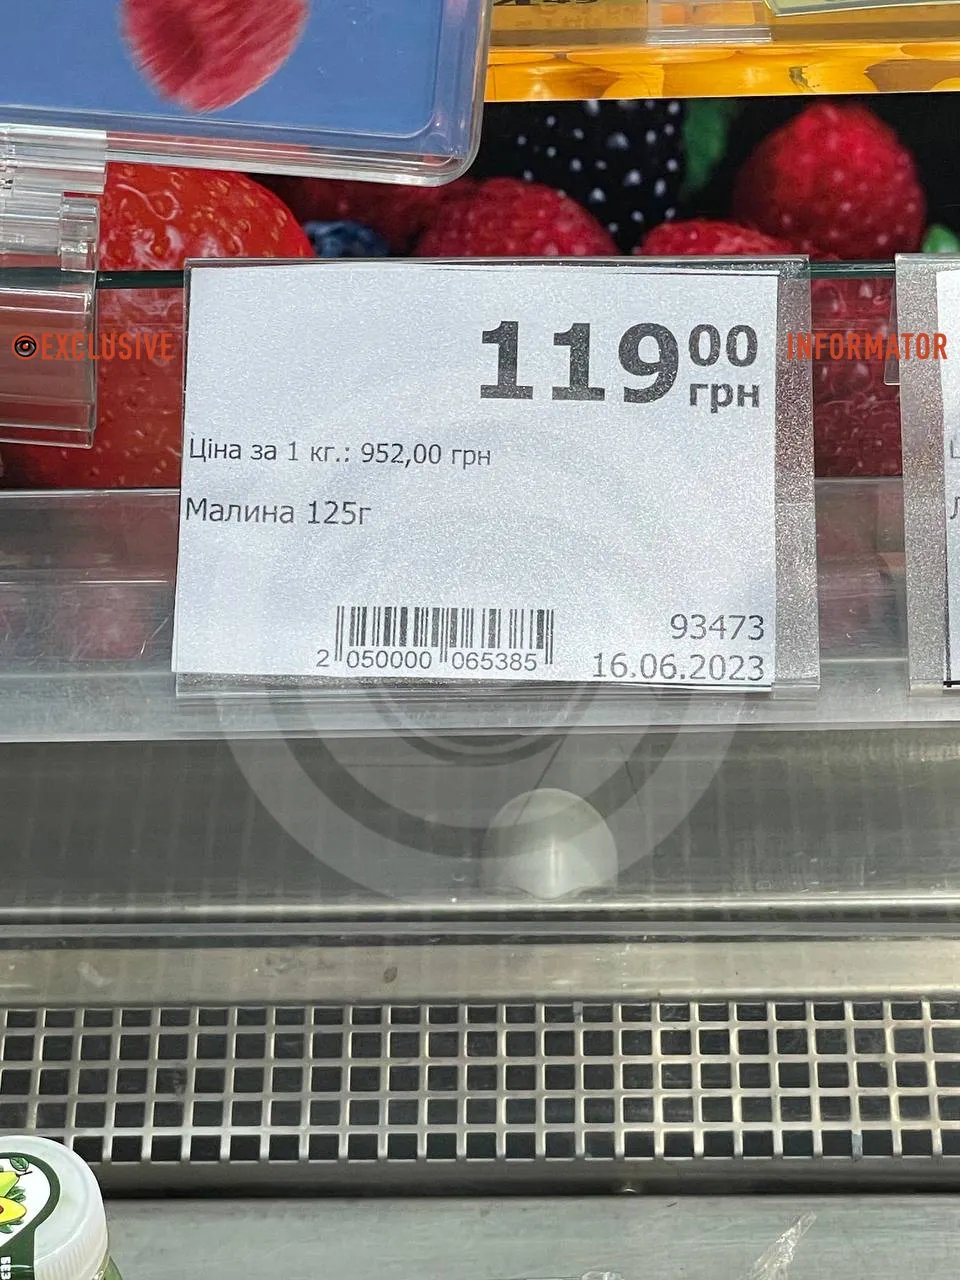 EXCLUSIVE
INFORMATOR
119 00
грн
Ціна за 1 кг.: 952,00 грн
Малина 125г
93473
2 050000 065385
16.06.2023